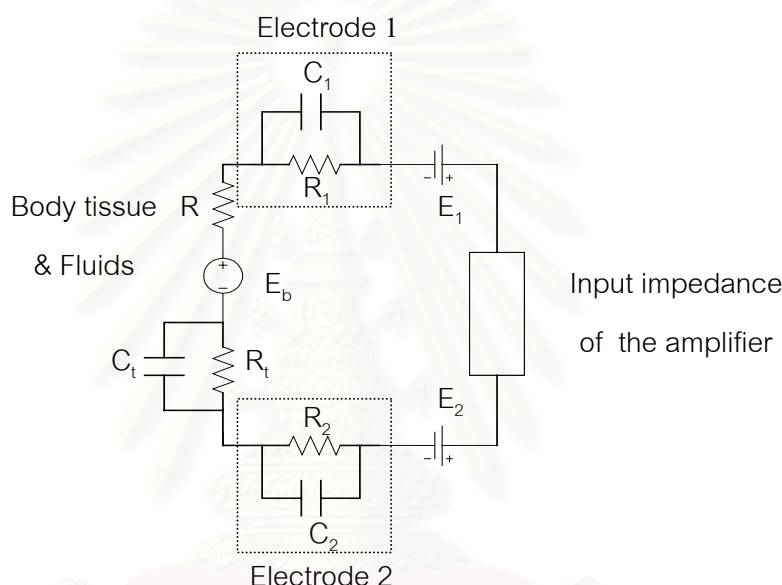 Electrode 1
C1
R1
− +
E1
Body tissue
& Fluids
R
+
−
Eb
Input impedance
of the amplifier
Ct
Rt
E2
− +
R2
C2
Electrode 2